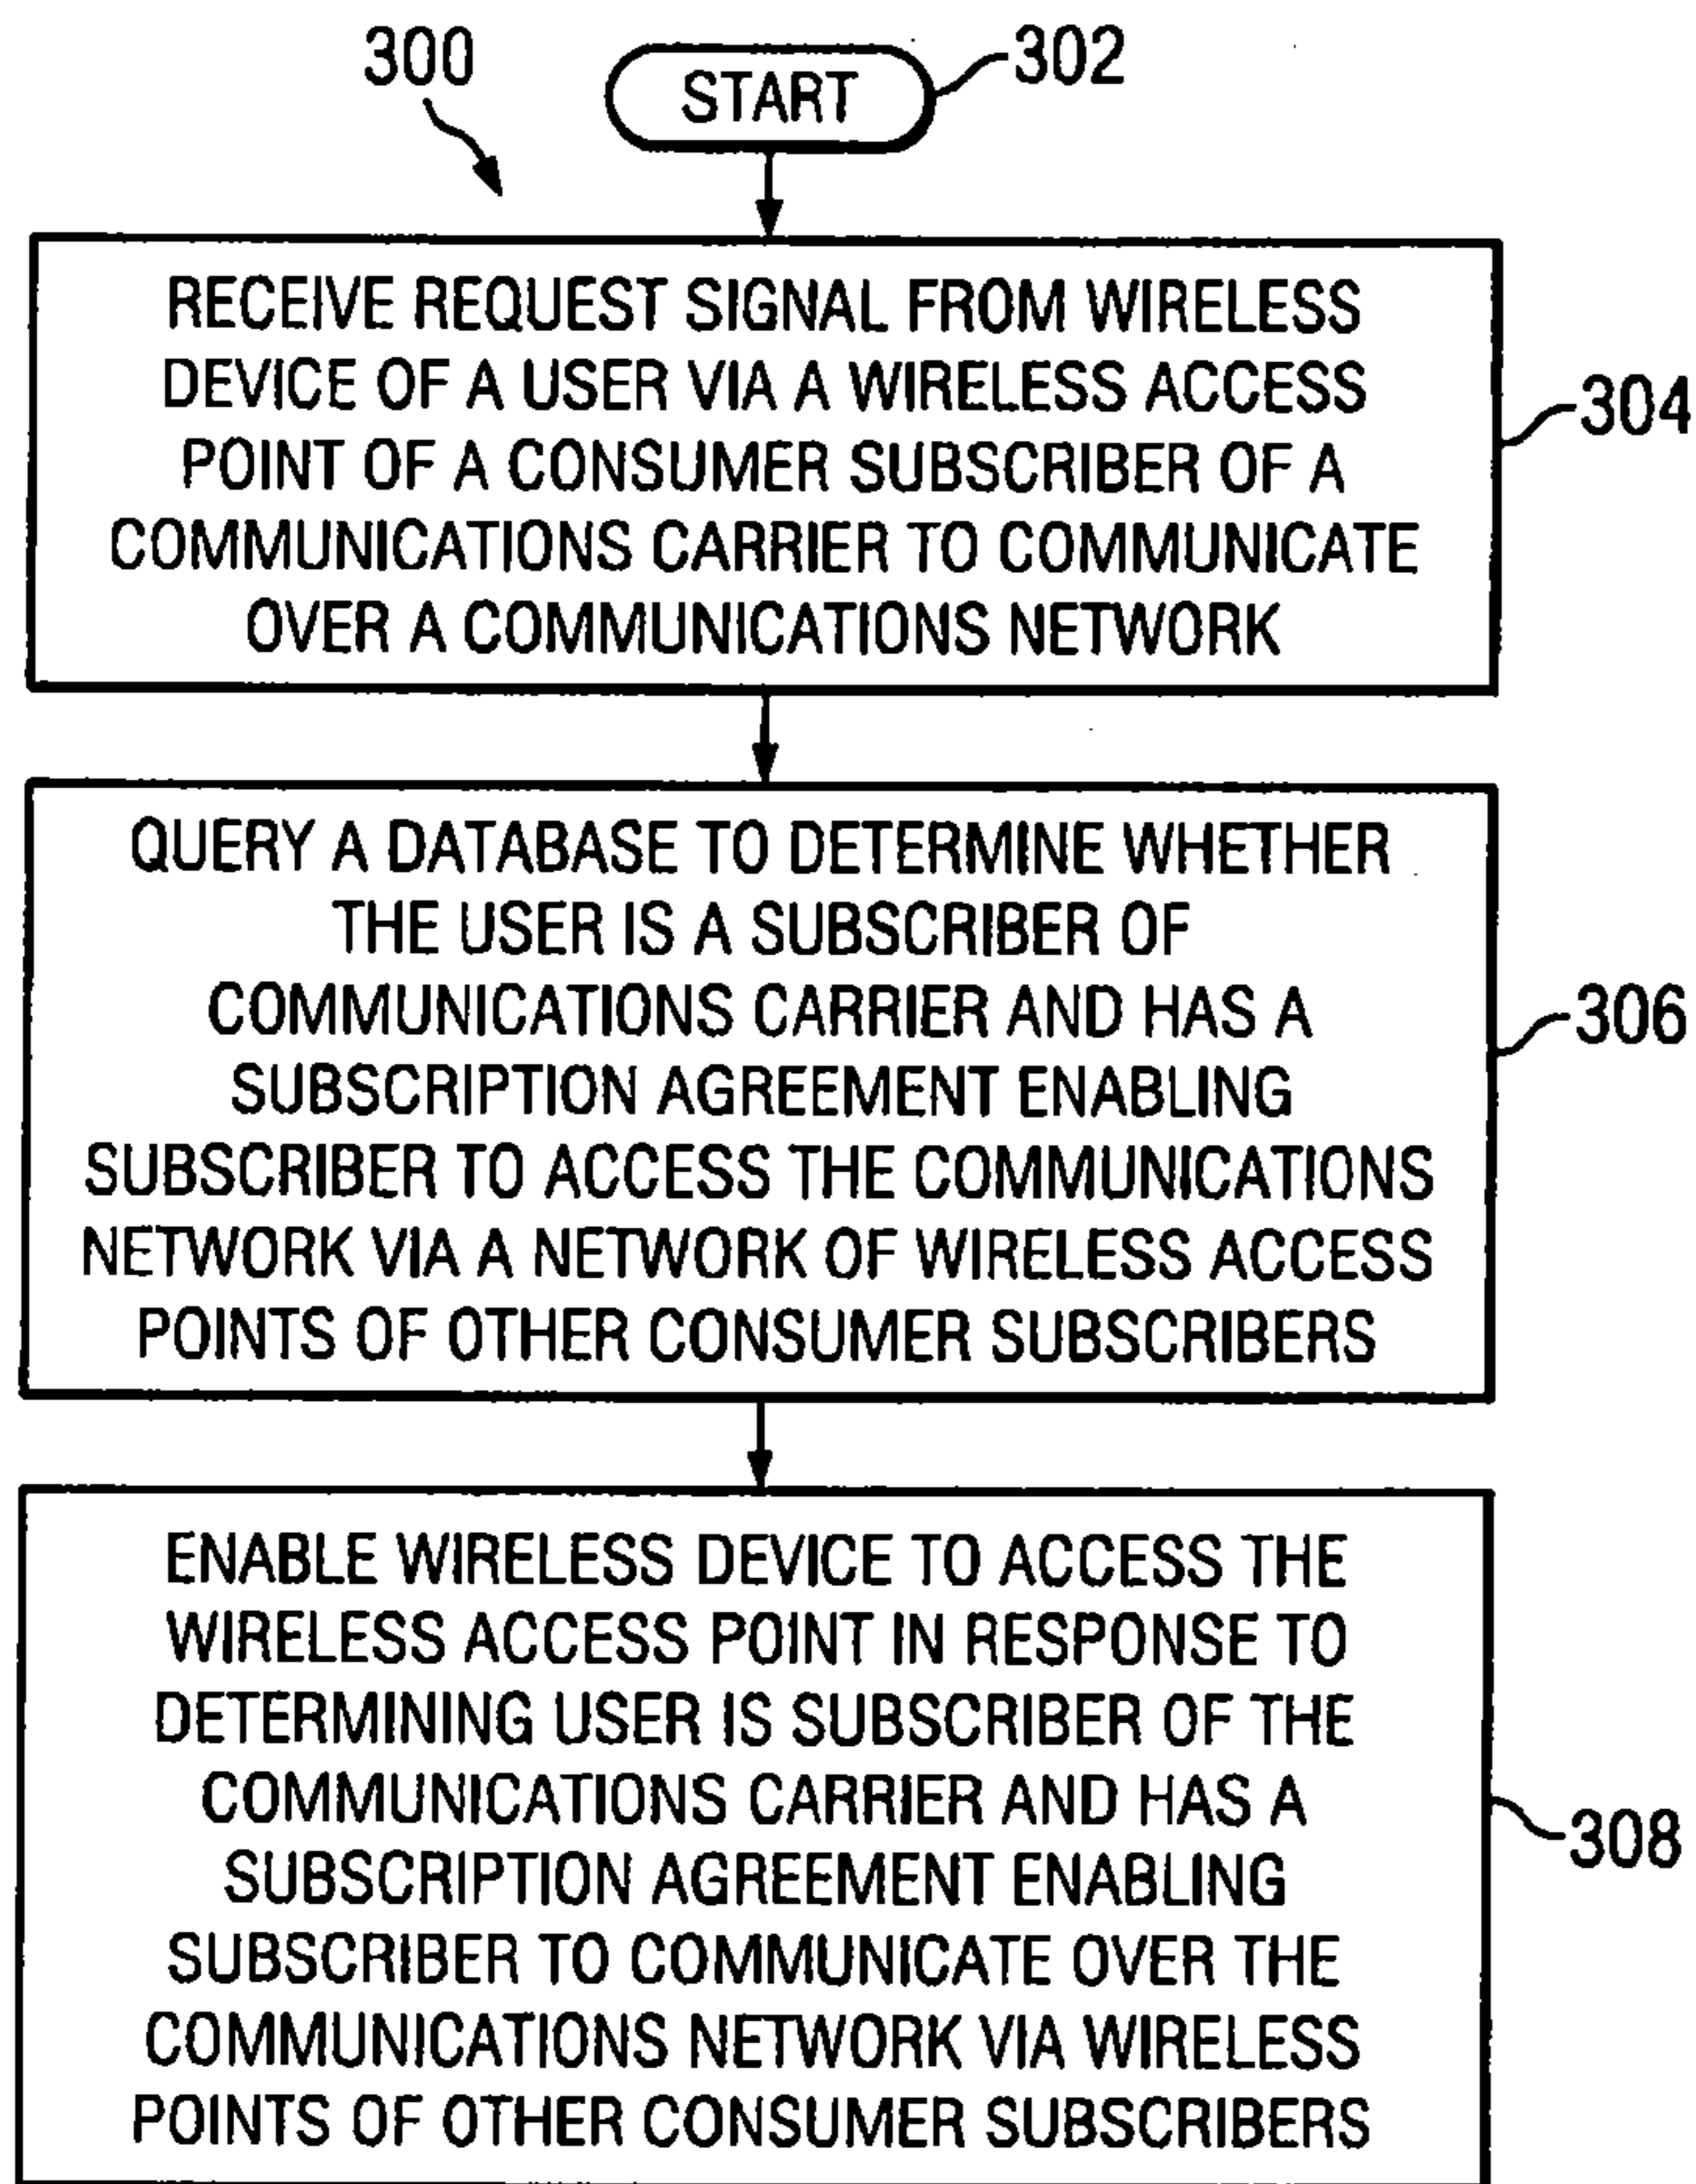 300
START
302
RECEIVE REQUEST SIGNAL FROM WIRELESS
DEVICE OF A USER VIA A WIRELESS ACCESS
POINT OF A CONSUMER SUBSCRIBER OF A
COMMUNICATIONS CARRIER TO COMMUNICATE
OVER A COMMUNICATIONS NETWORK
304
QUERY A DATABASE TO DETERMINE WHETHER
THE USER IS A SUBSCRIBER OF
COMMUNICATIONS CARRIER AND HAS A
SUBSCRIPTION AGREEMENT ENABLING
SUBSCRIBER TO ACCESS THE COMMUNICATIONS
NETWORK VIA A NETWORK OF WIRELESS ACCESS
POINTS OF OTHER CONSUMER SUBSCRIBERS
306
ENABLE WIRELESS DEVICE TO ACCESS THE
WIRELESS ACCESS POINT IN RESPONSE TO
DETERMINING USER IS SUBSCRIBER OF THE
COMMUNICATIONS CARRIER AND HAS A
SUBSCRIPTION AGREEMENT ENABLING
SUBSCRIBER TO COMMUNICATE OVER THE
COMMUNICATIONS NETWORK VIA WIRELESS
POINTS OF OTHER CONSUMER SUBSCRIBERS
308